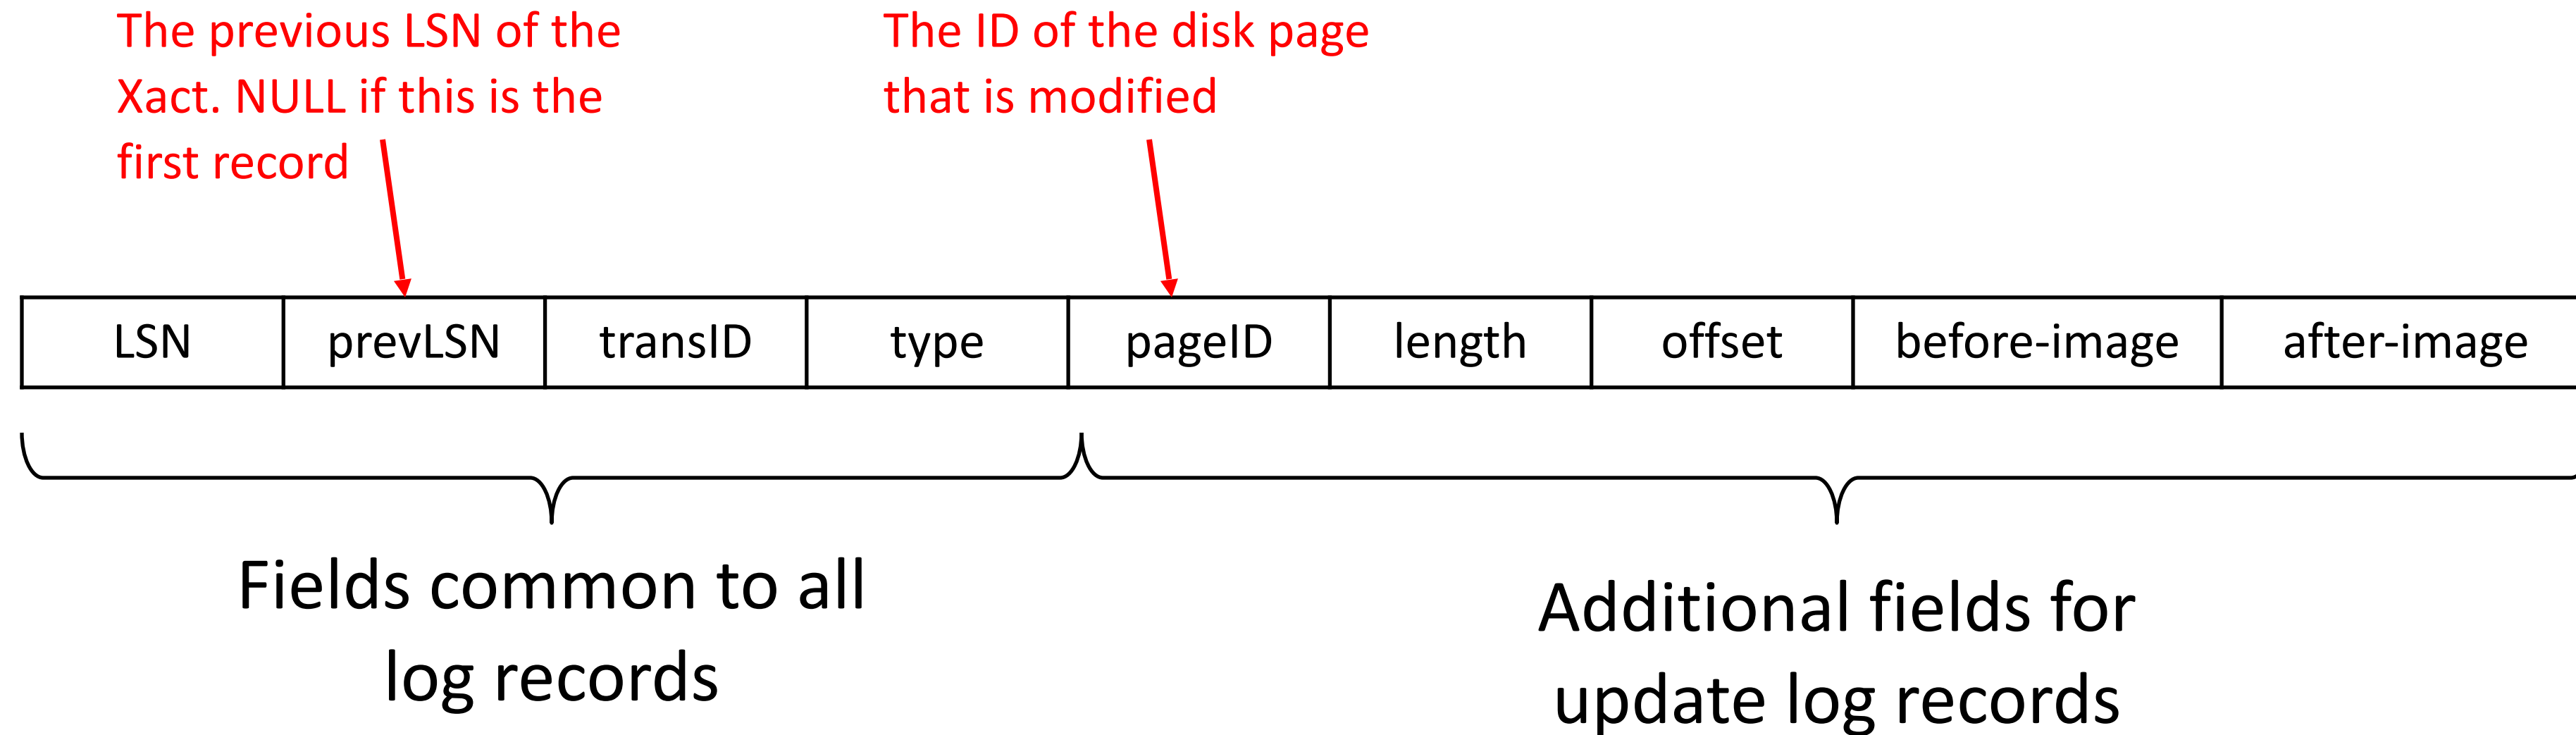 The previous LSN of the
Xact. NULL if this is the
first record
The ID of the disk page
that is modified
LSN prevLSN transID type pageID length offset before-image after-image
Fields common to all
log records
Additional fields for
update log records